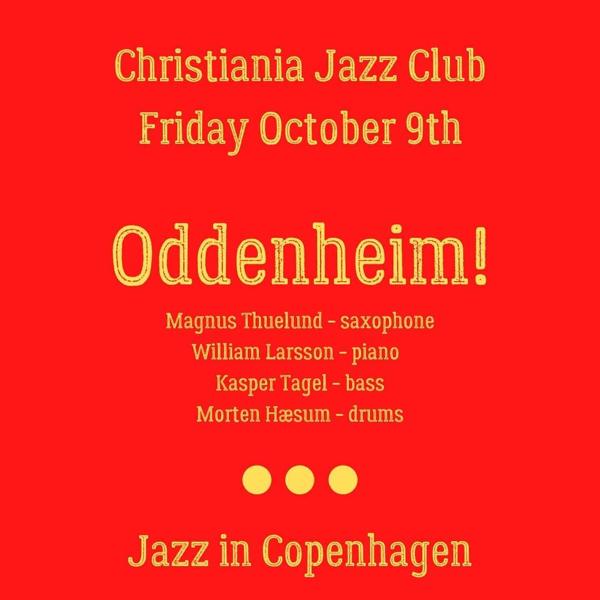 Christiania Jazz Club
Friday October 9th
Oddenheim!
Magnus Thuelund - saxophone
William Larsson - piano
Kasper Tagel - bass
Morten Hæsum - drums
Jazz in Copenhagen